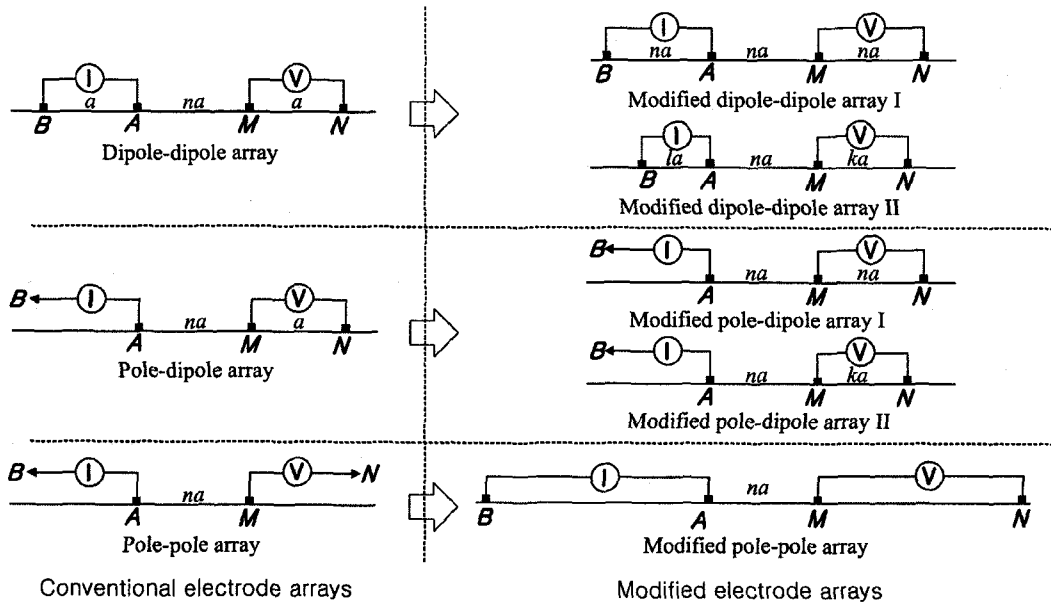 I V
a na a
B A M N
Dipole-dipole array
I V
na na na
B A M N
Modified dipole-dipole array I
I V
la na ka
B A M N
Modified dipole-dipole array II
B I V
na a
A M N
Pole-dipole array
B I V
na na
A M N
Modified pole-dipole array I
B I V
na ka
A M N
Modified pole-dipole array II
B I V N
na
A M
Pole-pole array
I V
na
B A M N
Modified pole-pole array
Conventional electrode arrays
Modified electrode arrays